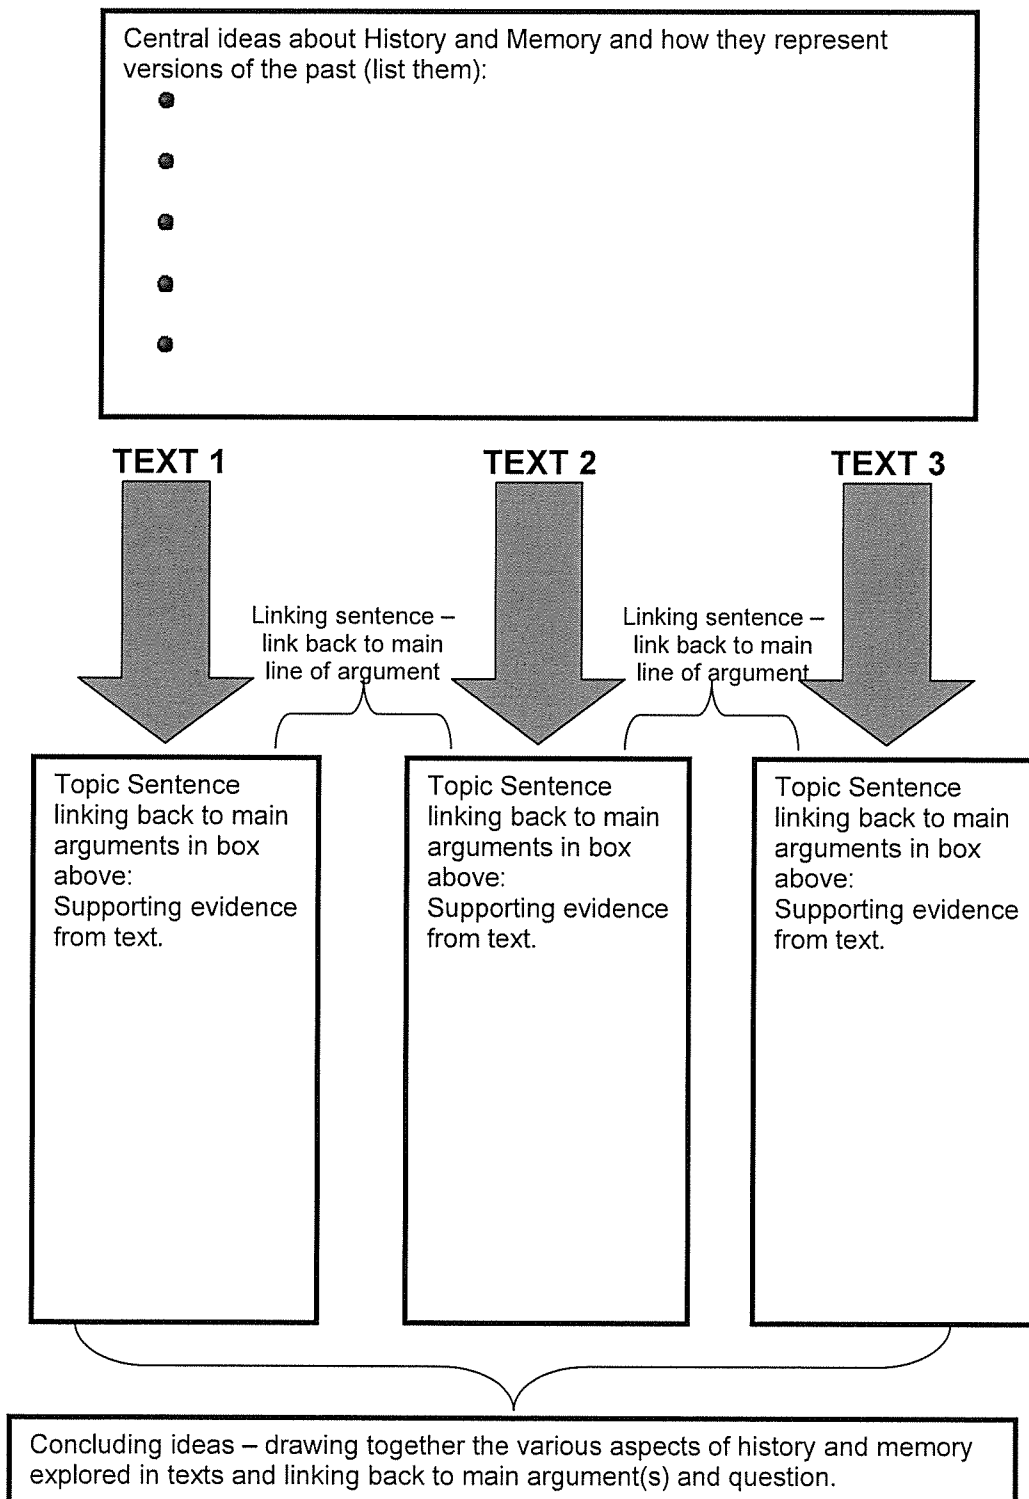 Central ideas about History and Memory and how they represent
versions of the past (list them):
TEXT 1
TEXT 2
TEXT 3
Linking sentence –
link back to main
line of argument
Linking sentence –
link back to main
line of argument
Topic Sentence
linking back to main
arguments in box
above:
Supporting evidence
from text.
Topic Sentence
linking back to main
arguments in box
above:
Supporting evidence
from text.
Topic Sentence
linking back to main
arguments in box
above:
Supporting evidence
from text.
Concluding ideas – drawing together the various aspects of history and memory
explored in texts and linking back to main argument(s) and question.